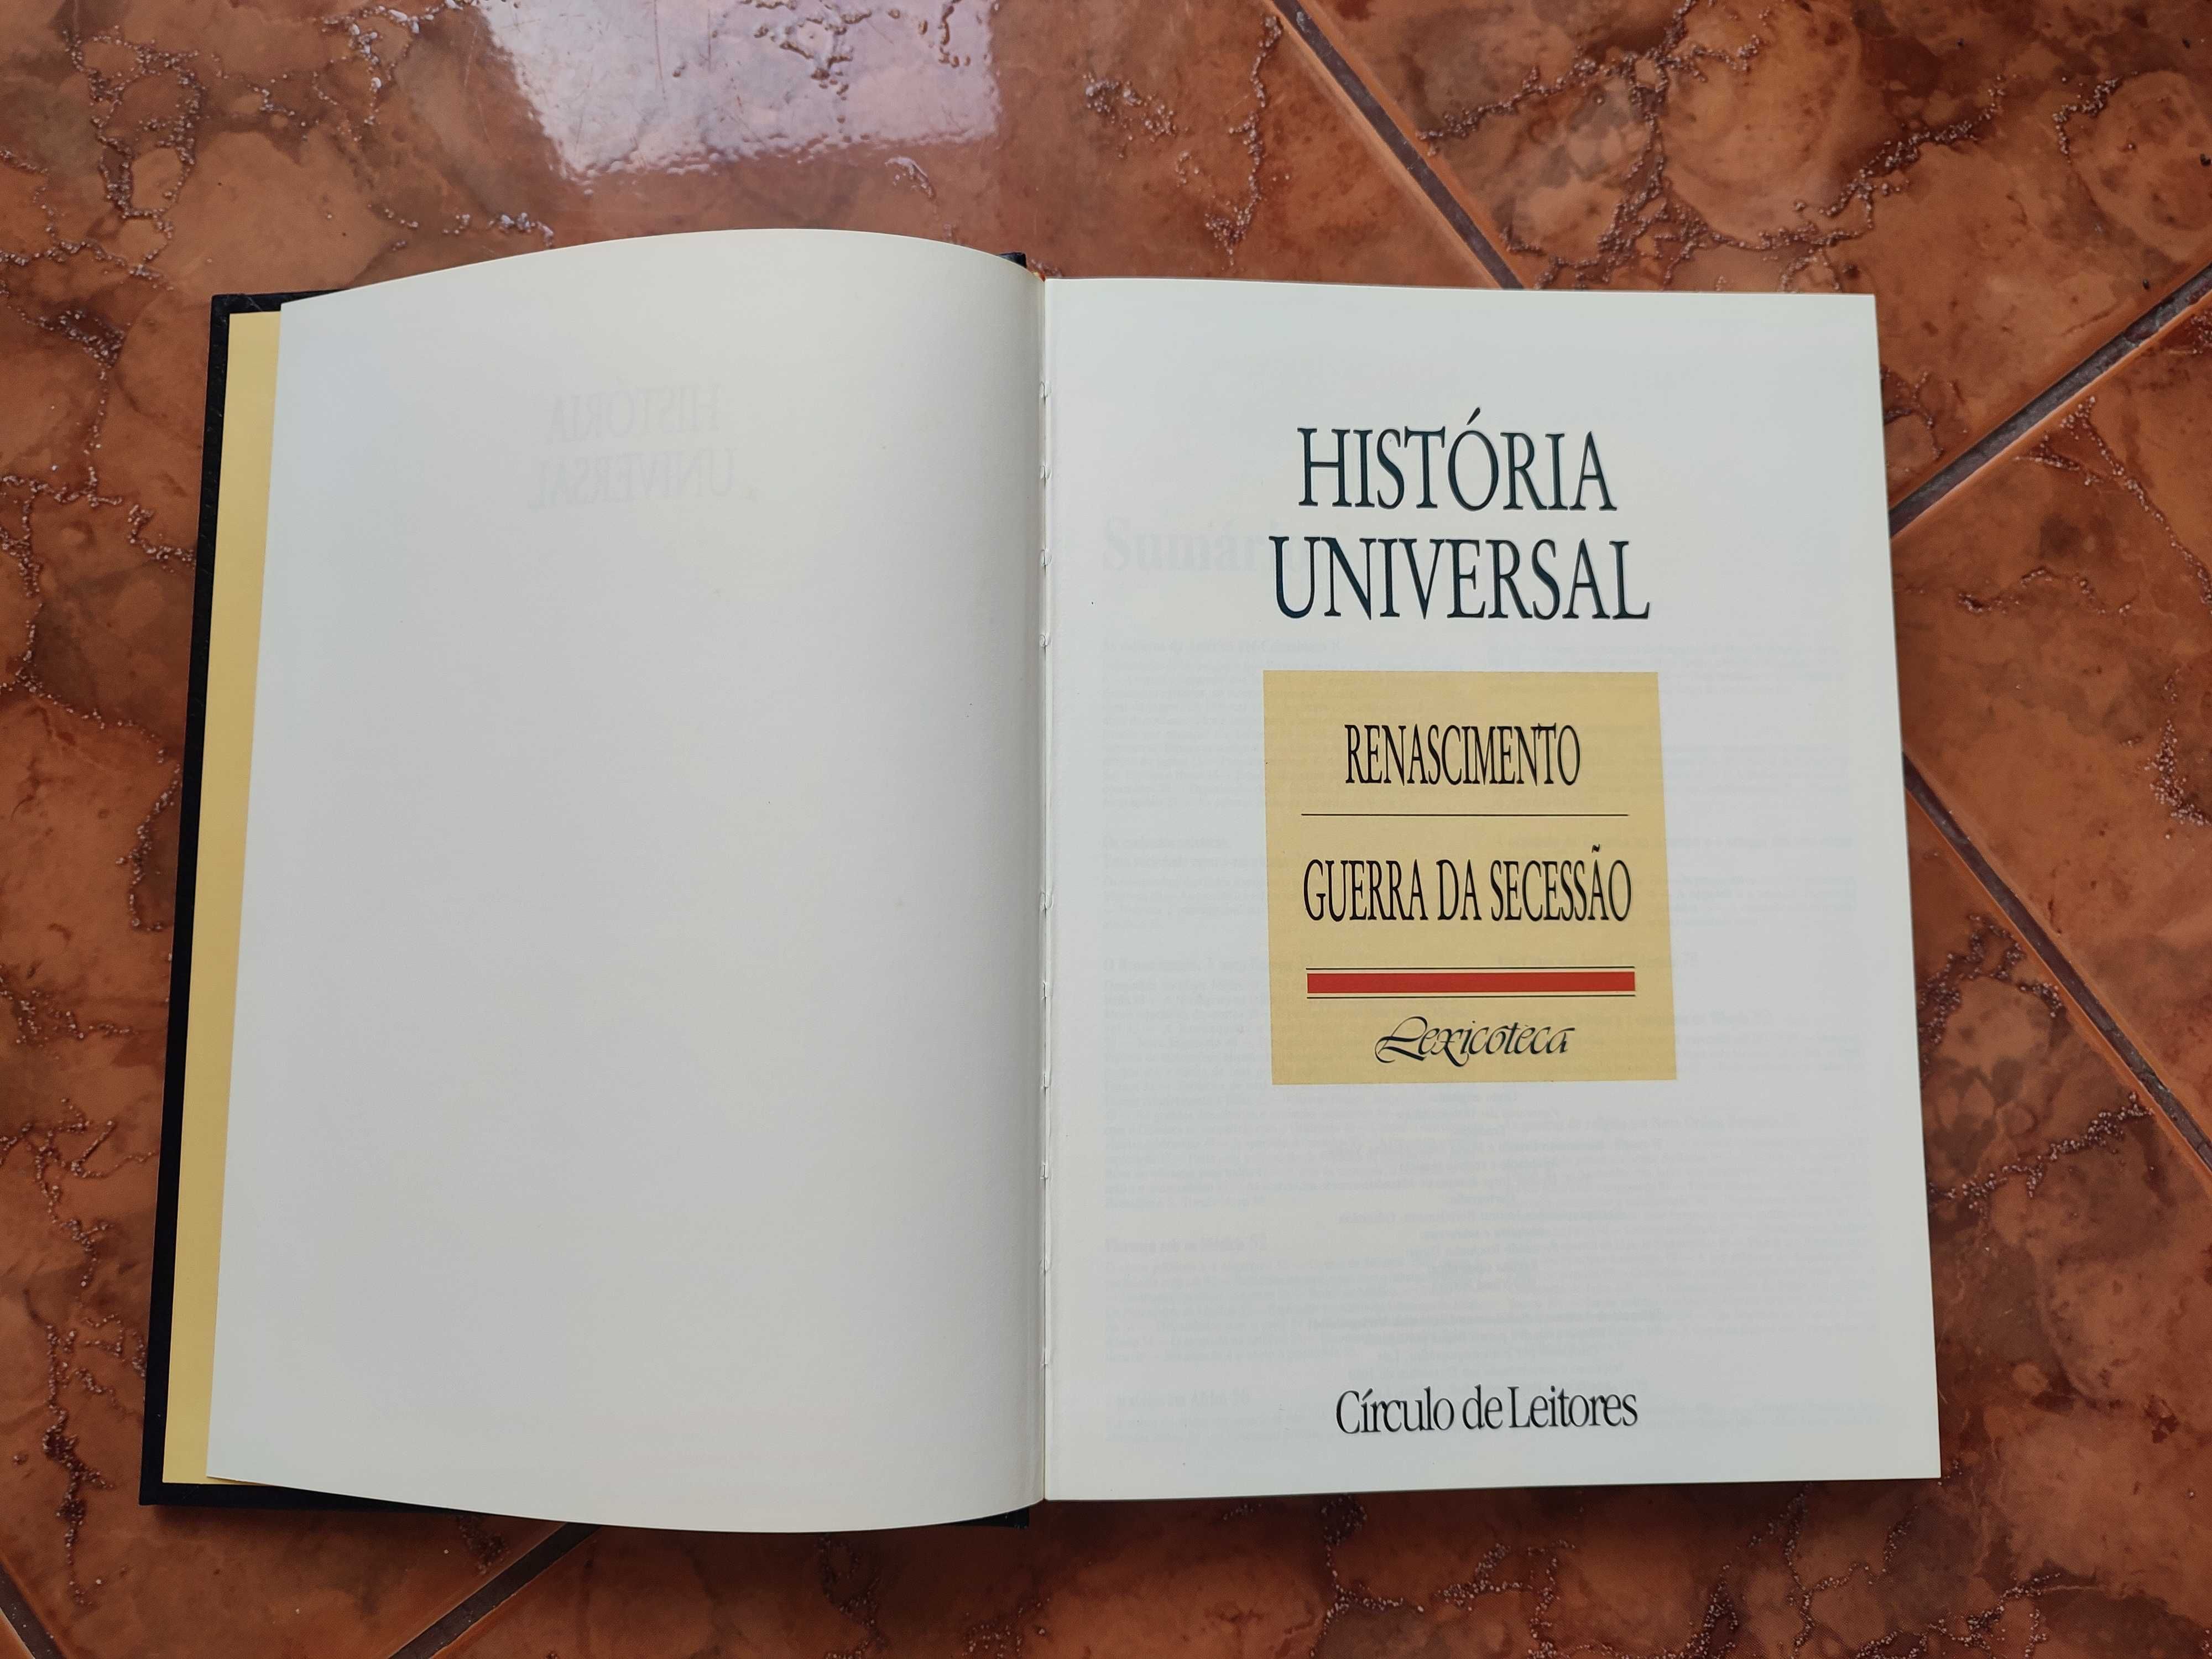 HISTÓRIA
UNIVERSAL
RENASCIMENTO
GUERRA DA SECESSÃO
Lexicoteca
Círculo de Leitores